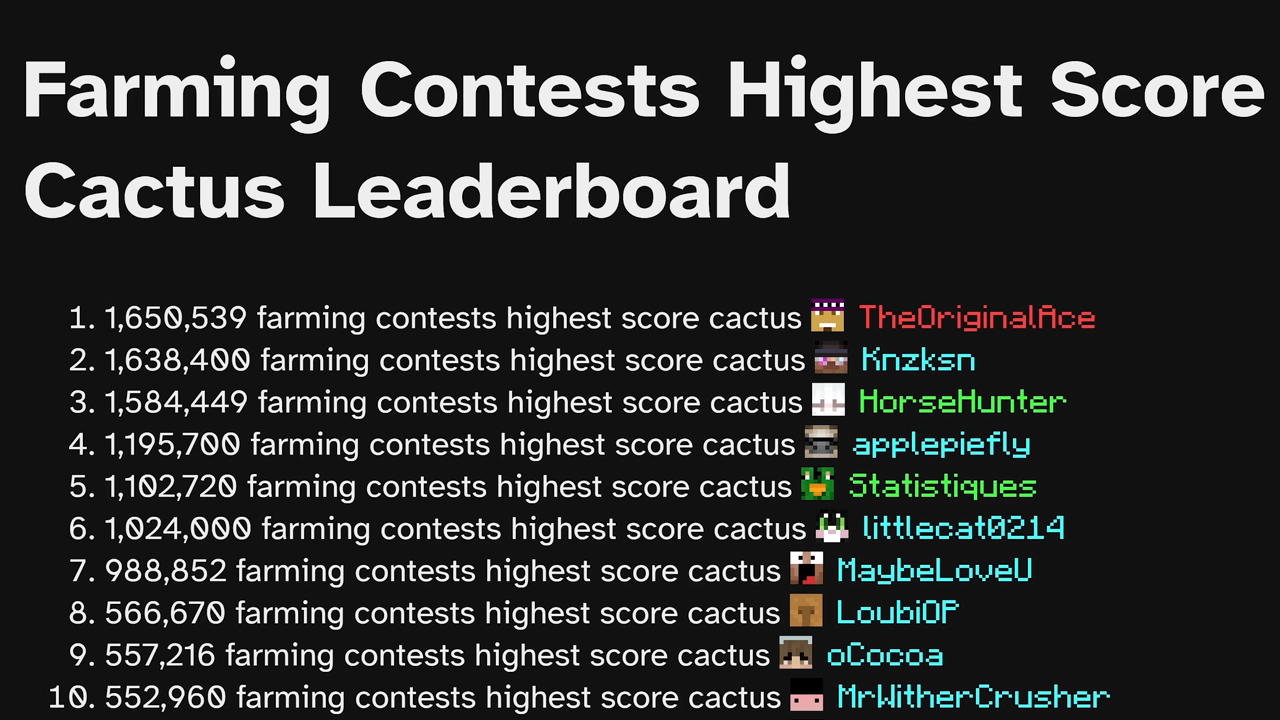 Farming Contests Highest Score
Cactus Leaderboard
1. 1,650,539 farming contests highest score cactus TheOriginalAce
2. 1,638,400 farming contests highest score cactus Knzksn
3. 1,584,449 farming contests highest score cactus HorseHunter
4. 1,195,700 farming contests highest score cactus applepiefly
5. 1,102,720 farming contests highest score cactus Statistiques
6. 1,024,000 farming contests highest score cactus littlecat0214
7. 988,852 farming contests highest score cactus MaybeLoveU
8. 566,670 farming contests highest score cactus LoubiOP
9. 557,216 farming contests highest score cactus oCocoa
10. 552,960 farming contests highest score cactus MrWitherCrusher